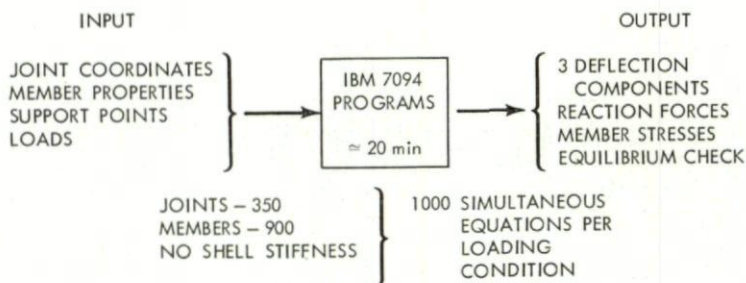 INPUT
JOINT COORDINATES
MEMBER PROPERTIES
SUPPORT POINTS
LOADS
IBM 7094
PROGRAMS
≈ 20 min
OUTPUT
3 DEFLECTION
COMPONENTS
REACTION FORCES
MEMBER STRESSES
EQUILIBRIUM CHECK
JOINTS – 350
MEMBERS – 900
NO SHELL STIFFNESS
1000 SIMULTANEOUS
EQUATIONS PER
LOADING
CONDITION